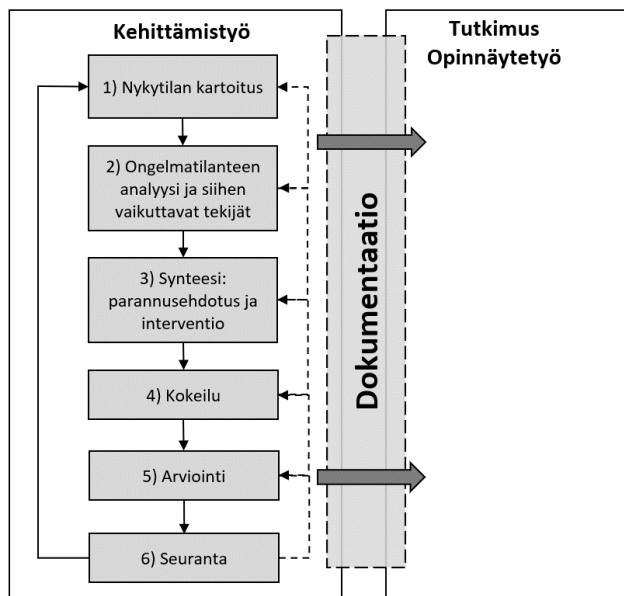 Kehittämistyö
1) Nykytilan kartoitus
2) Ongelmatilanteen
analyysi ja siihen
vaikuttavat tekijät
3) Synteesi:
parannusehdotus ja
interventio
4) Kokeilu
5) Arviointi
6) Seuranta
Dokumentaatio
Tutkimus
Opinnäytetyö